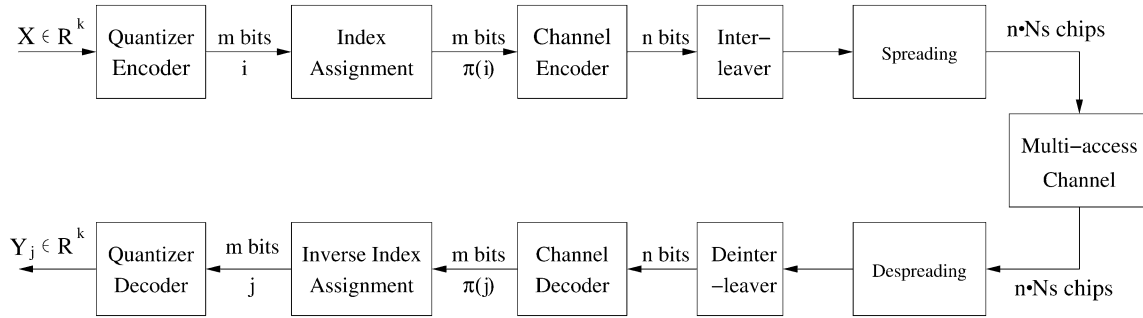 X ∈ R^k
Quantizer
Encoder
m bits
i
Index
Assignment
m bits
π(i)
Channel
Encoder
n bits
Inter-
leaver
Spreading
n•Ns chips
Multi-access
Channel
Y_j ∈ R^k
Quantizer
Decoder
m bits
j
Inverse Index
Assignment
m bits
π(j)
Channel
Decoder
n bits
Deinter
-leaver
Despreading
n•Ns chips